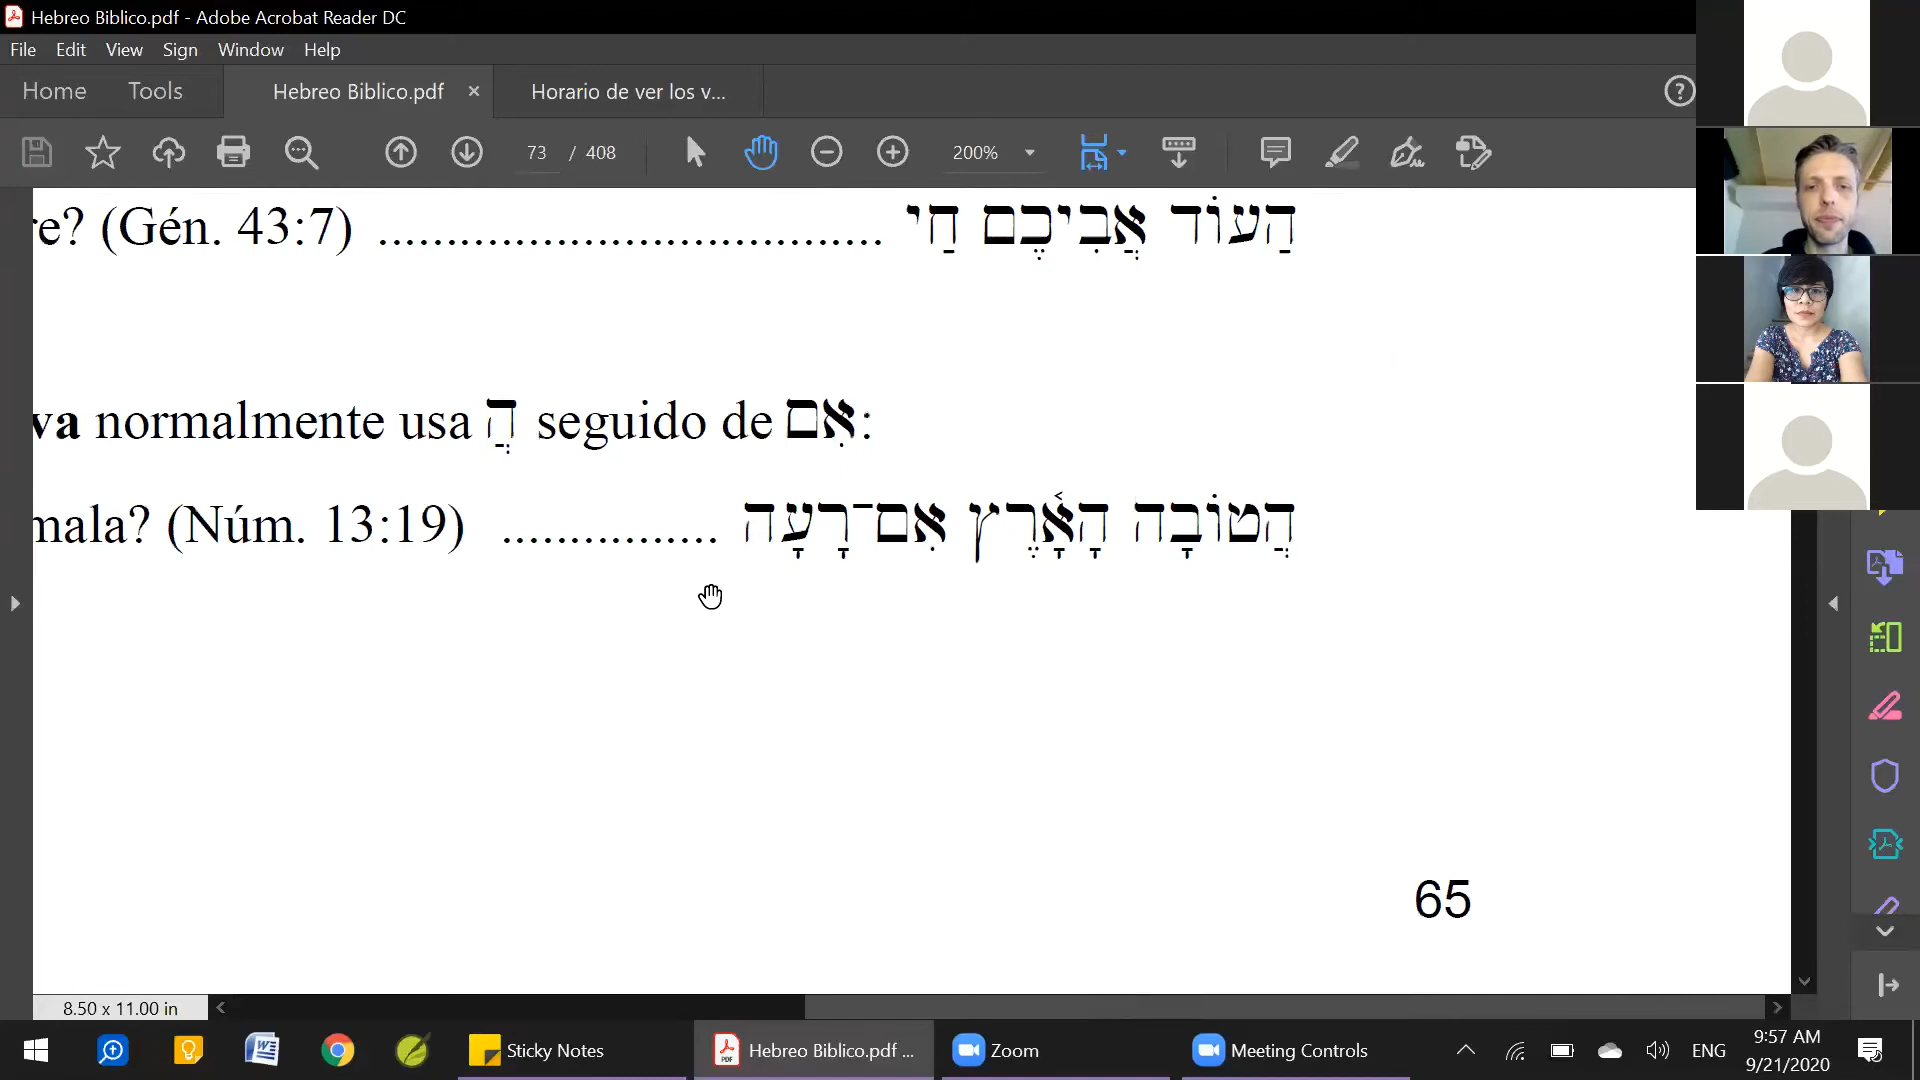 Hebreo Biblico.pdf - Adobe Acrobat Reader DC
File Edit View Sign Window Help
Home Tools Hebreo Biblico.pdf × Horario de ver los v...
73 / 408 200%
re? (Gén. 43:7) ..................................... הַעוֹד אֲבִיכֶם חַי
va normalmente usa הֲ seguido de אִם:
mala? (Núm. 13:19) ................ הֲטוֹבָה הָאָ֫רֶץ אִם־רָעָה
65
8.50 x 11.00 in
Sticky Notes Hebreo Biblico.pdf ... Zoom Meeting Controls ENG 9:57 AM
9/21/2020